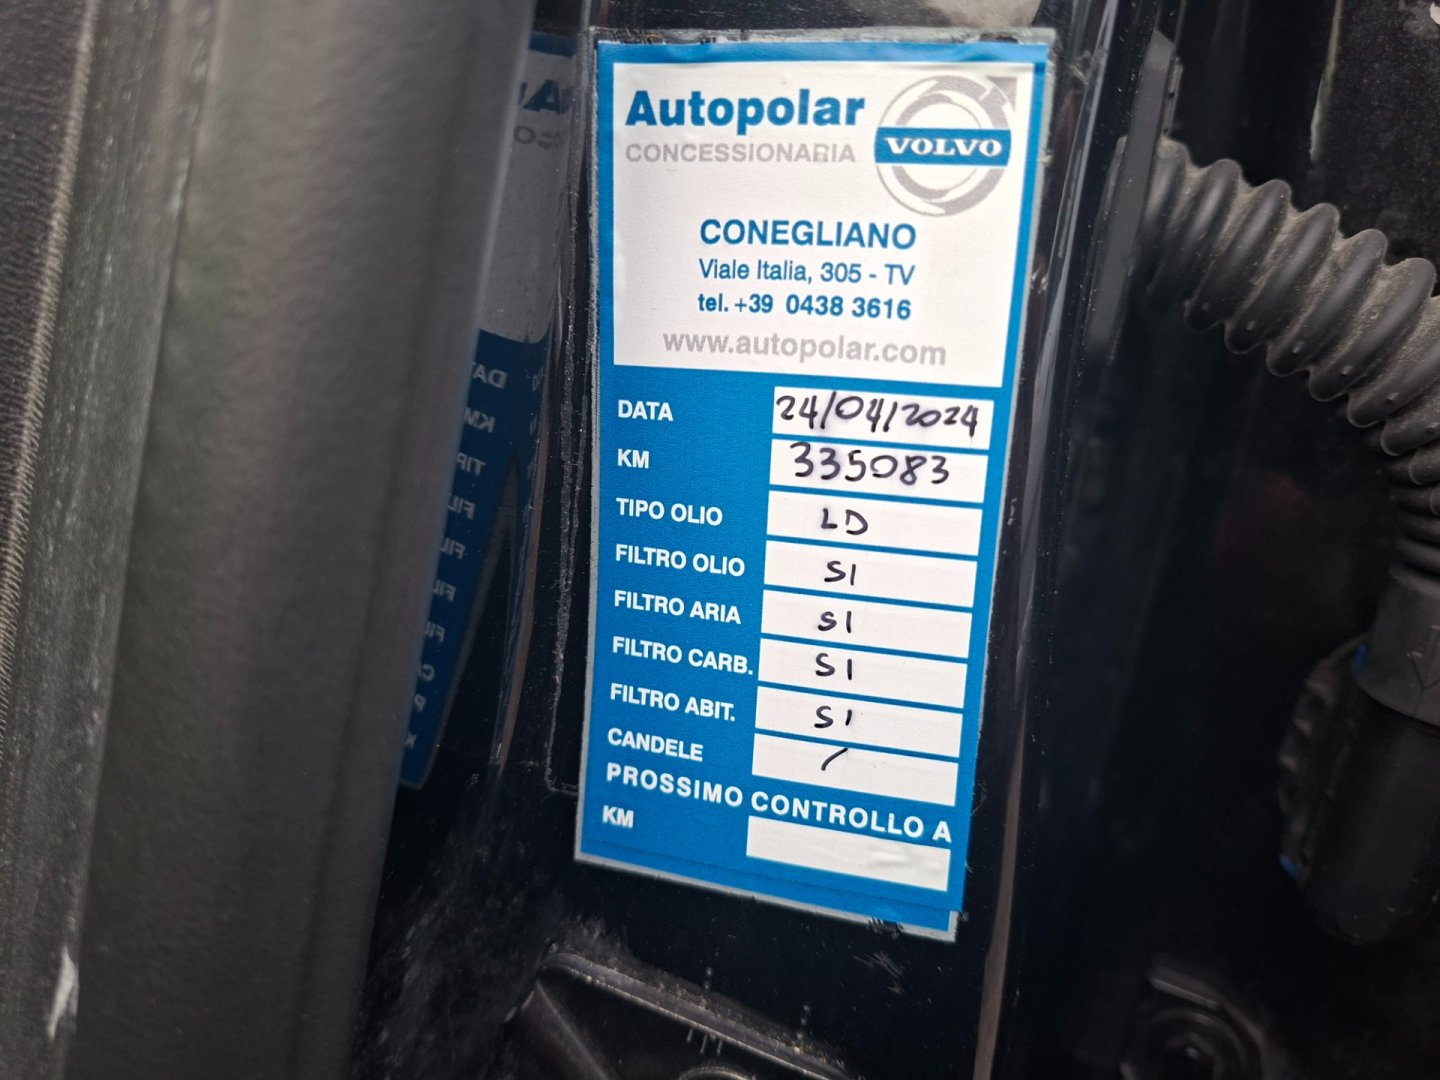 Autopolar
CONCESSIONARIA
VOLVO
CONEGLIANO
Viale Italia, 305 - TV
tel. +39 0438 3616
www.autopolar.com
DATA 24/04/2024
KM 335083
TIPO OLIO LD
FILTRO OLIO SI
FILTRO ARIA SI
FILTRO CARB. SI
FILTRO ABIT. SI
CANDELE /
PROSSIMO CONTROLLO A
KM